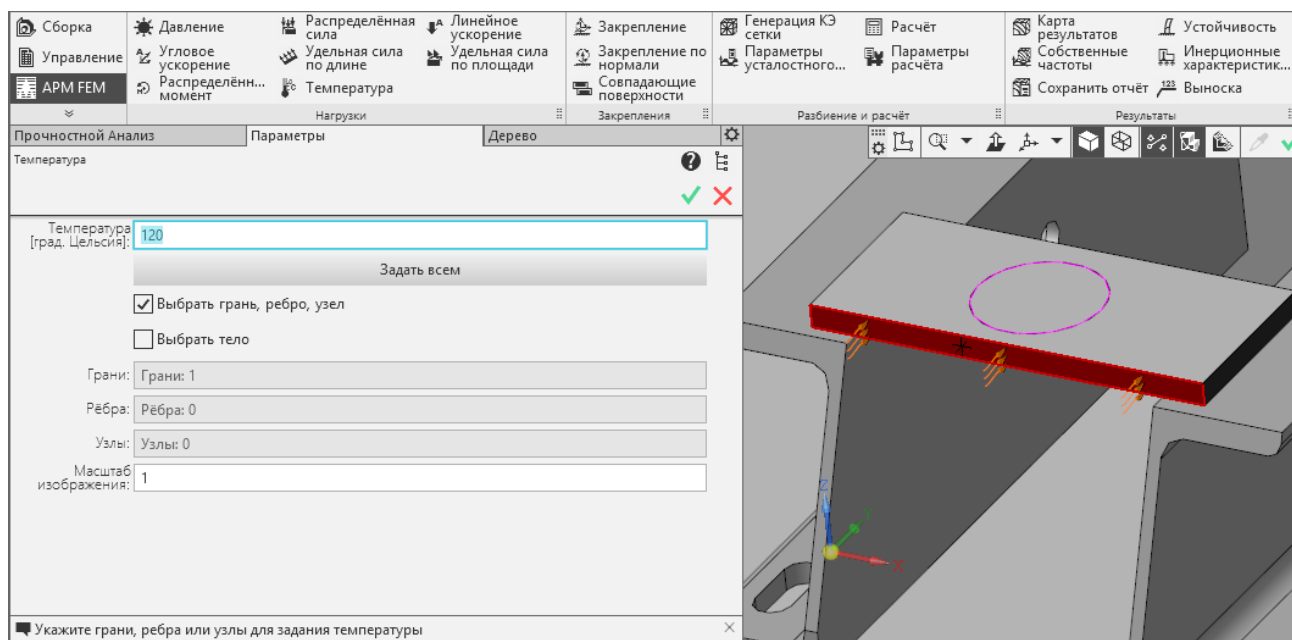 Сборка
Управление
APM FEM
Давление
Угловое
ускорение
Распределённ...
момент
Распределённая
сила
Удельная сила
по длине
Температура
Линейное
ускорение
Удельная сила
по площади
Нагрузки
Закрепление
Закрепление по
нормали
Совпадающие
поверхности
Закрепления
Генерация КЭ
сетки
Параметры
усталостного...
Расчёт
Параметры
расчёта
Разбиение и расчёт
Карта
результатов
Собственные
частоты
Сохранить отчёт
Устойчивость
Инерционные
характеристик...
123 Выноска
Результаты
Прочностной Анализ
Параметры
Дерево
Температура
Температура
[град. Цельсия]: 120
Задать всем
Выбрать грань, ребро, узел
Выбрать тело
Грани: Грани: 1
Рёбра: Рёбра: 0
Узлы: Узлы: 0
Масштаб
изображения: 1
Z
Y
X
Укажите грани, ребра или узлы для задания температуры